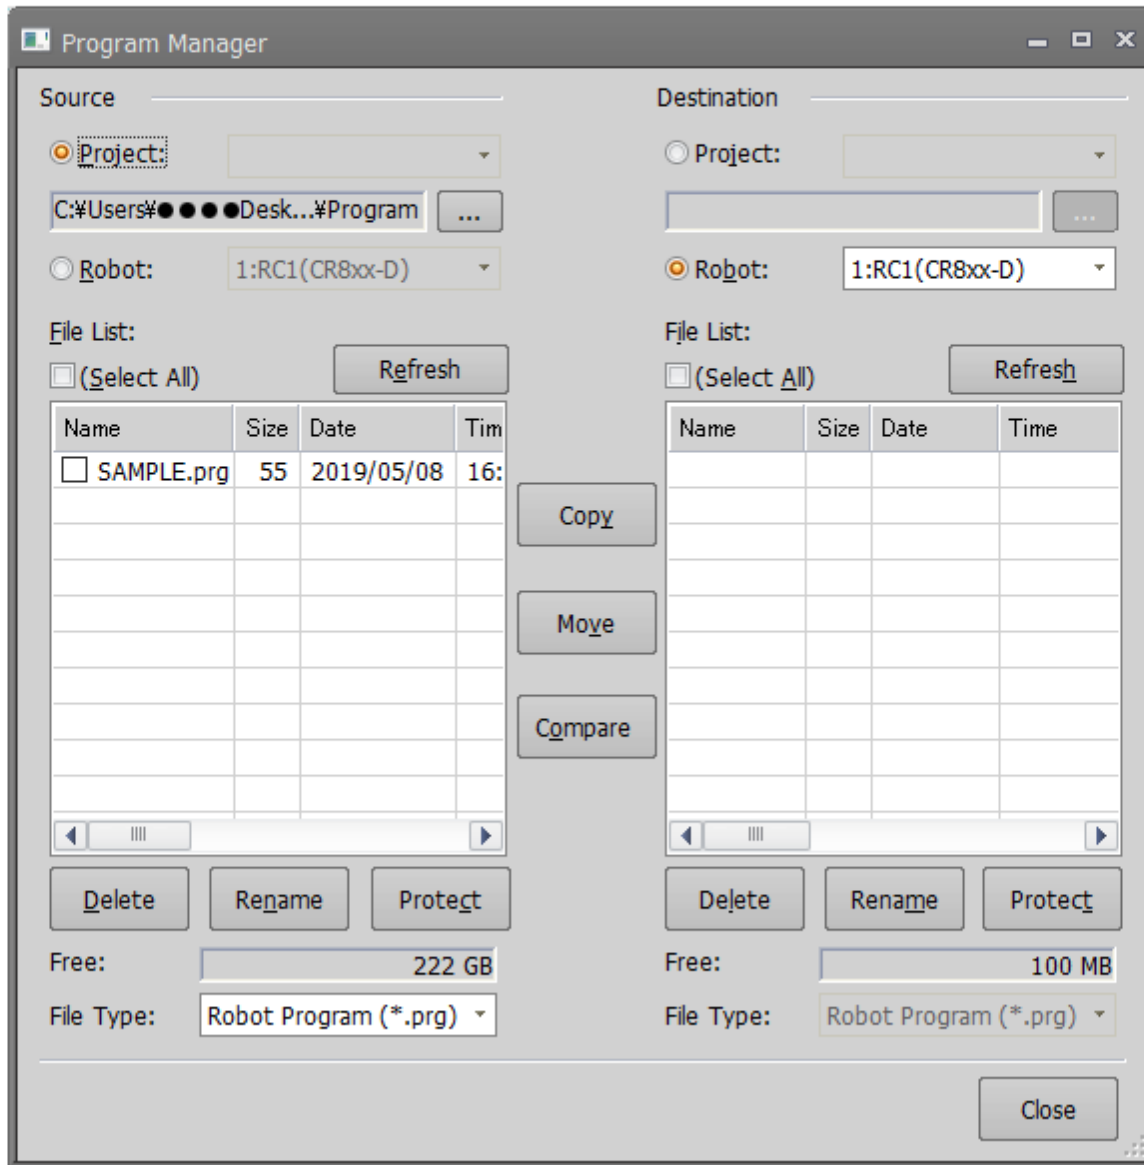 Program Manager
Source
Project:
C:¥Users¥●●●●Desk...¥Program
...
Robot:
1:RC1(CR8xx-D)
File List:
(Select All)
Refresh
Name Size Date Tim
SAMPLE.prg 55 2019/05/08 16:
Delete Rename Protect
Free: 222 GB
File Type: Robot Program (*.prg)
Copy
Move
Compare
Destination
Project:
...
Robot:
1:RC1(CR8xx-D)
File List:
(Select All)
Refresh
Name Size Date Time
Delete Rename Protect
Free: 100 MB
File Type: Robot Program (*.prg)
Close